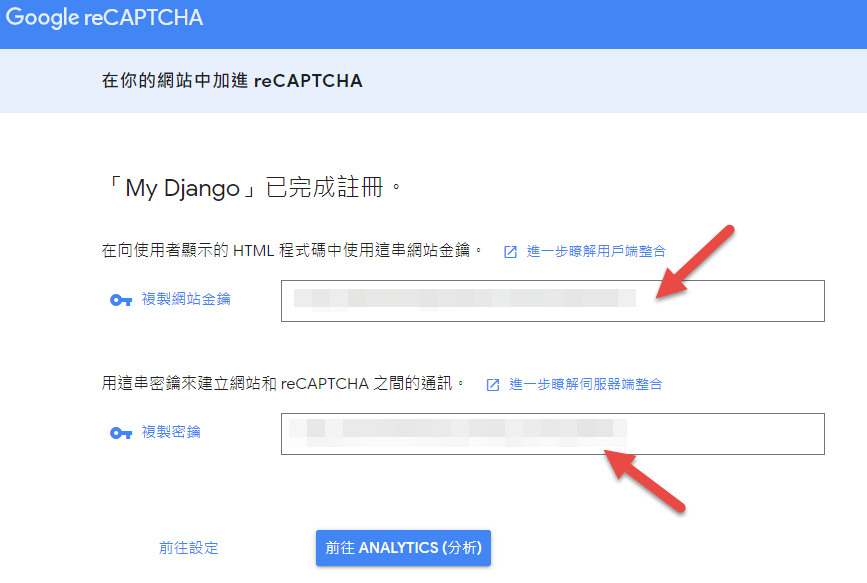 Google reCAPTCHA
在你的網站中加進 reCAPTCHA
「My Django」已完成註冊。
在向使用者顯示的 HTML 程式碼中使用這串網站金鑰。 進一步瞭解用戶端整合
複製網站金鑰
用這串密鑰來建立網站和 reCAPTCHA 之間的通訊。 進一步瞭解伺服器端整合
複製密鑰
前往設定 前往 ANALYTICS (分析)